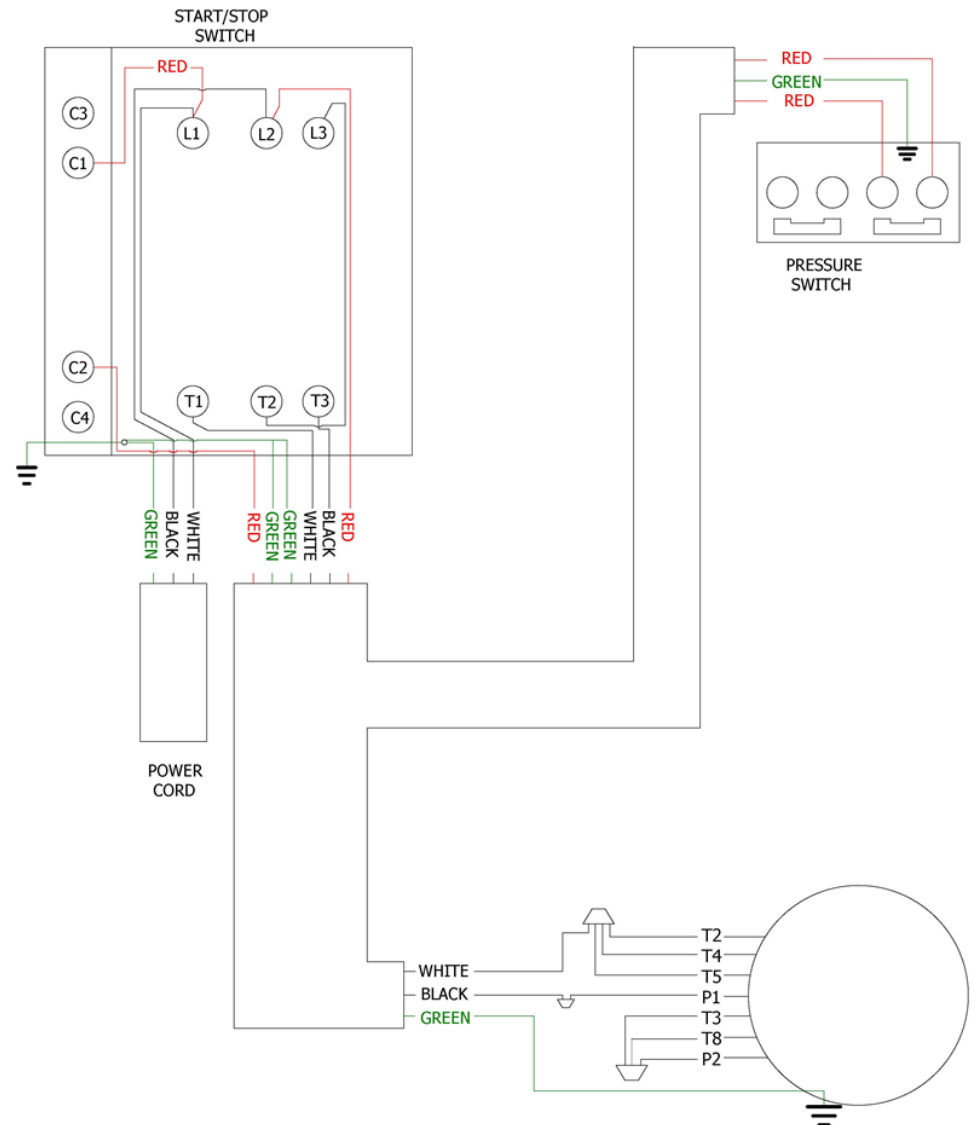 START/STOP
SWITCH
RED
C3
C1
L1
L2
L3
C2
C4
T1
T2
T3
GREEN
BLACK
WHITE
RED
GREEN
GREEN
WHITE
BLACK
RED
POWER
CORD
RED
GREEN
RED
PRESSURE
SWITCH
WHITE
BLACK
GREEN
T2
T4
T5
P1
T3
T8
P2